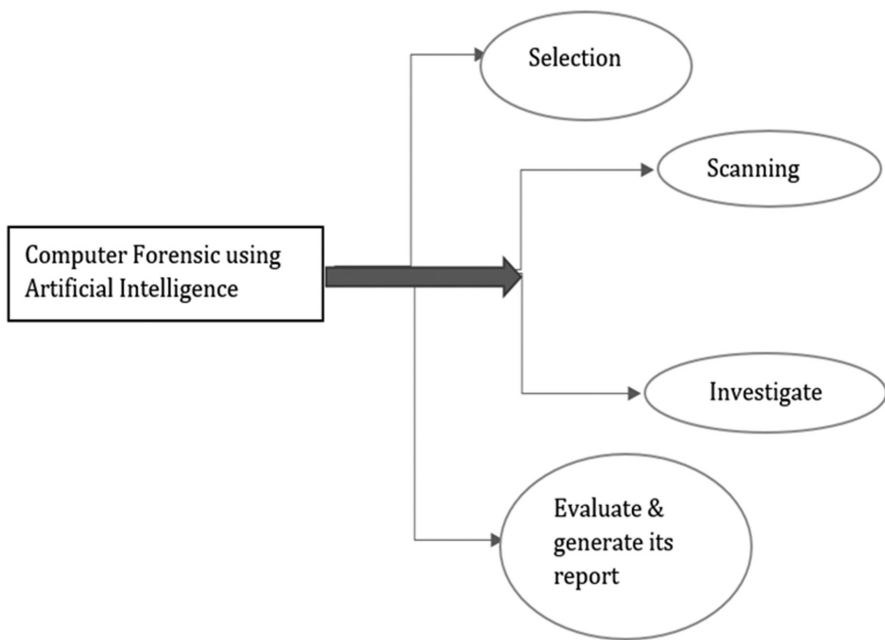 Selection
Scanning
Computer Forensic using
Artificial Intelligence
Investigate
Evaluate &
generate its
report